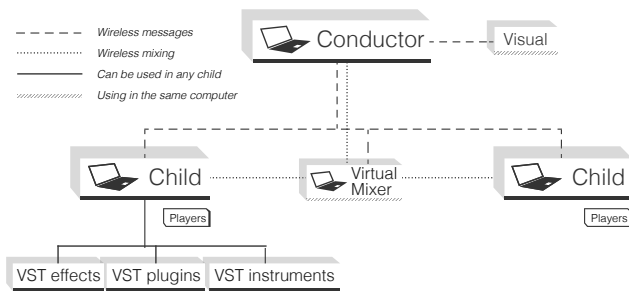 Wireless messages
Wireless mixing
Can be used in any child
Using in the same computer
Conductor
Visual
Child
Virtual
Mixer
Child
Players
Players
VST effects
VST plugins
VST instruments